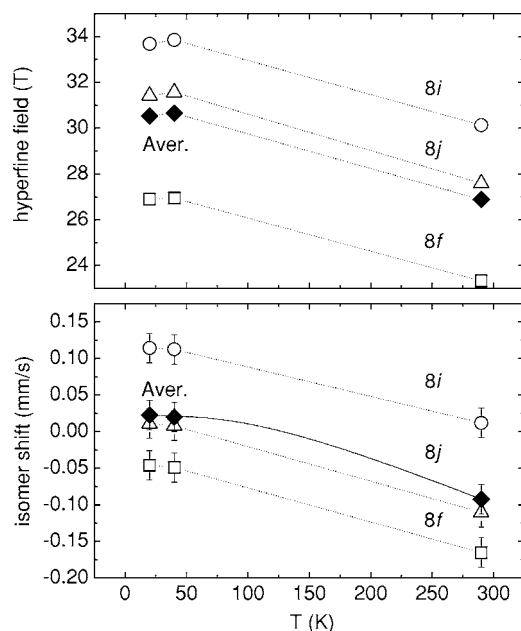 34
32
30
28
26
24
hyperfine field (T)
8i
8j
8f
Aver.
0.15
0.10
0.05
0.00
-0.05
-0.10
-0.15
-0.20
isomer shift (mm/s)
Aver.
8i
8j
8f
0 50 100 150 200 250 300
T (K)